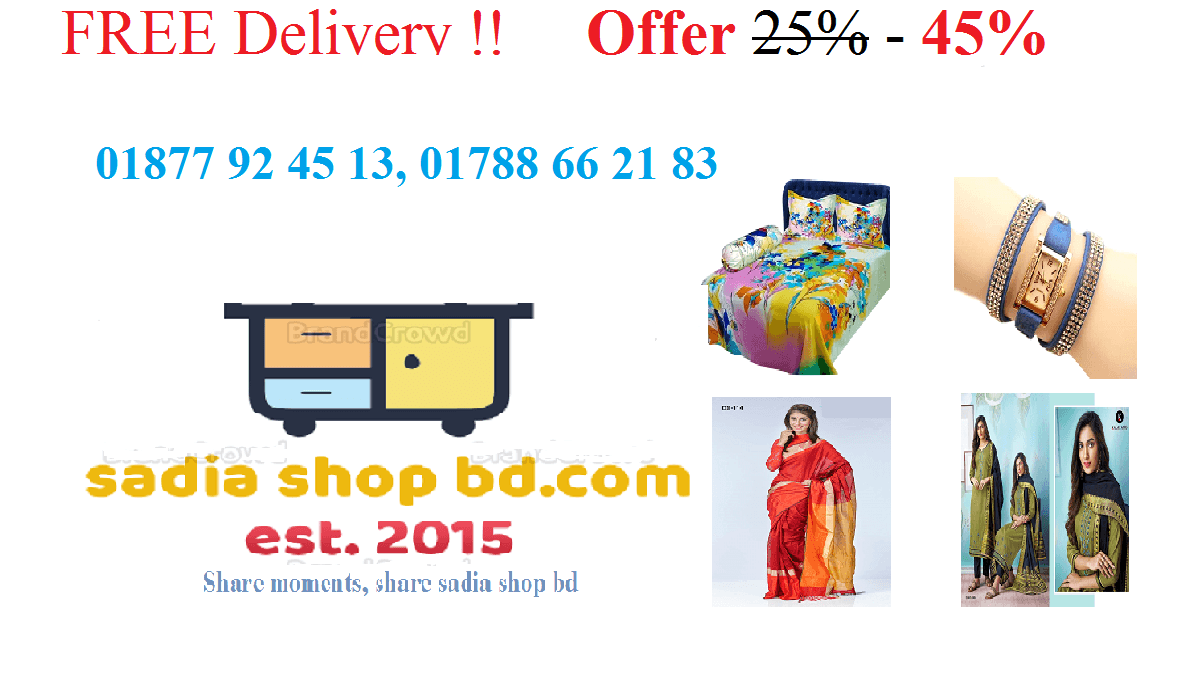 FREE Delivery !! Offer 25% - 45%
01877 92 45 13, 01788 66 21 83
BrandCrowd
sadia shop bd.com
est. 2015
Share moments, share sadia shop bd